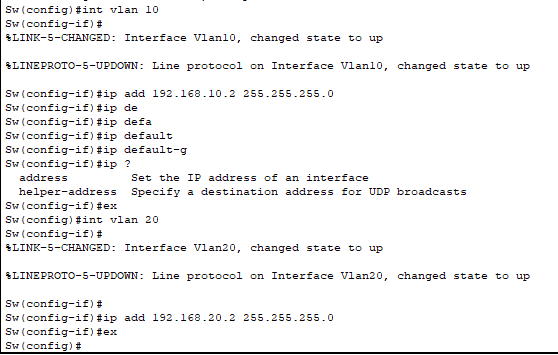 Sw(config)#int vlan 10
Sw(config-if)#
%LINK-5-CHANGED: Interface Vlan10, changed state to up
%LINEPROTO-5-UPDOWN: Line protocol on Interface Vlan10, changed state to up
Sw(config-if)#ip add 192.168.10.2 255.255.255.0
Sw(config-if)#ip de
Sw(config-if)#ip defa
Sw(config-if)#ip default
Sw(config-if)#ip default-g
Sw(config-if)#ip ?
address Set the IP address of an interface
helper-address Specify a destination address for UDP broadcasts
Sw(config-if)#ex
Sw(config)#int vlan 20
Sw(config-if)#
%LINK-5-CHANGED: Interface Vlan20, changed state to up
%LINEPROTO-5-UPDOWN: Line protocol on Interface Vlan20, changed state to up
Sw(config-if)#
Sw(config-if)#ip add 192.168.20.2 255.255.255.0
Sw(config-if)#ex
Sw(config)#